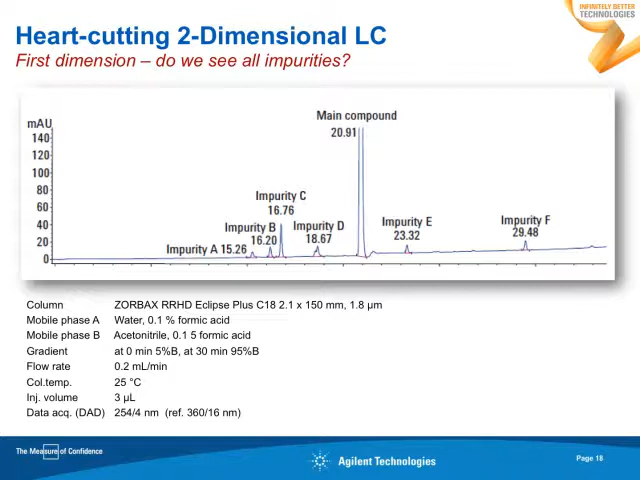 INFINITELY BETTER
TECHNOLOGIES
Heart-cutting 2-Dimensional LC
First dimension – do we see all impurities?
mAU
140
120
100
80
60
40
20
0
Main compound
20.91
Impurity C
16.76
Impurity B
16.20
Impurity D
18.67
Impurity A 15.26
Impurity E
23.32
Impurity F
29.48
Column ZORBAX RRHD Eclipse Plus C18 2.1 x 150 mm, 1.8 µm
Mobile phase A Water, 0.1 % formic acid
Mobile phase B Acetonitrile, 0.1 5 formic acid
Gradient at 0 min 5%B, at 30 min 95%B
Flow rate 0.2 mL/min
Col.temp. 25 °C
Inj. volume 3 µL
Data acq. (DAD) 254/4 nm (ref. 360/16 nm)
The Measure of Confidence
Agilent Technologies
Page 18